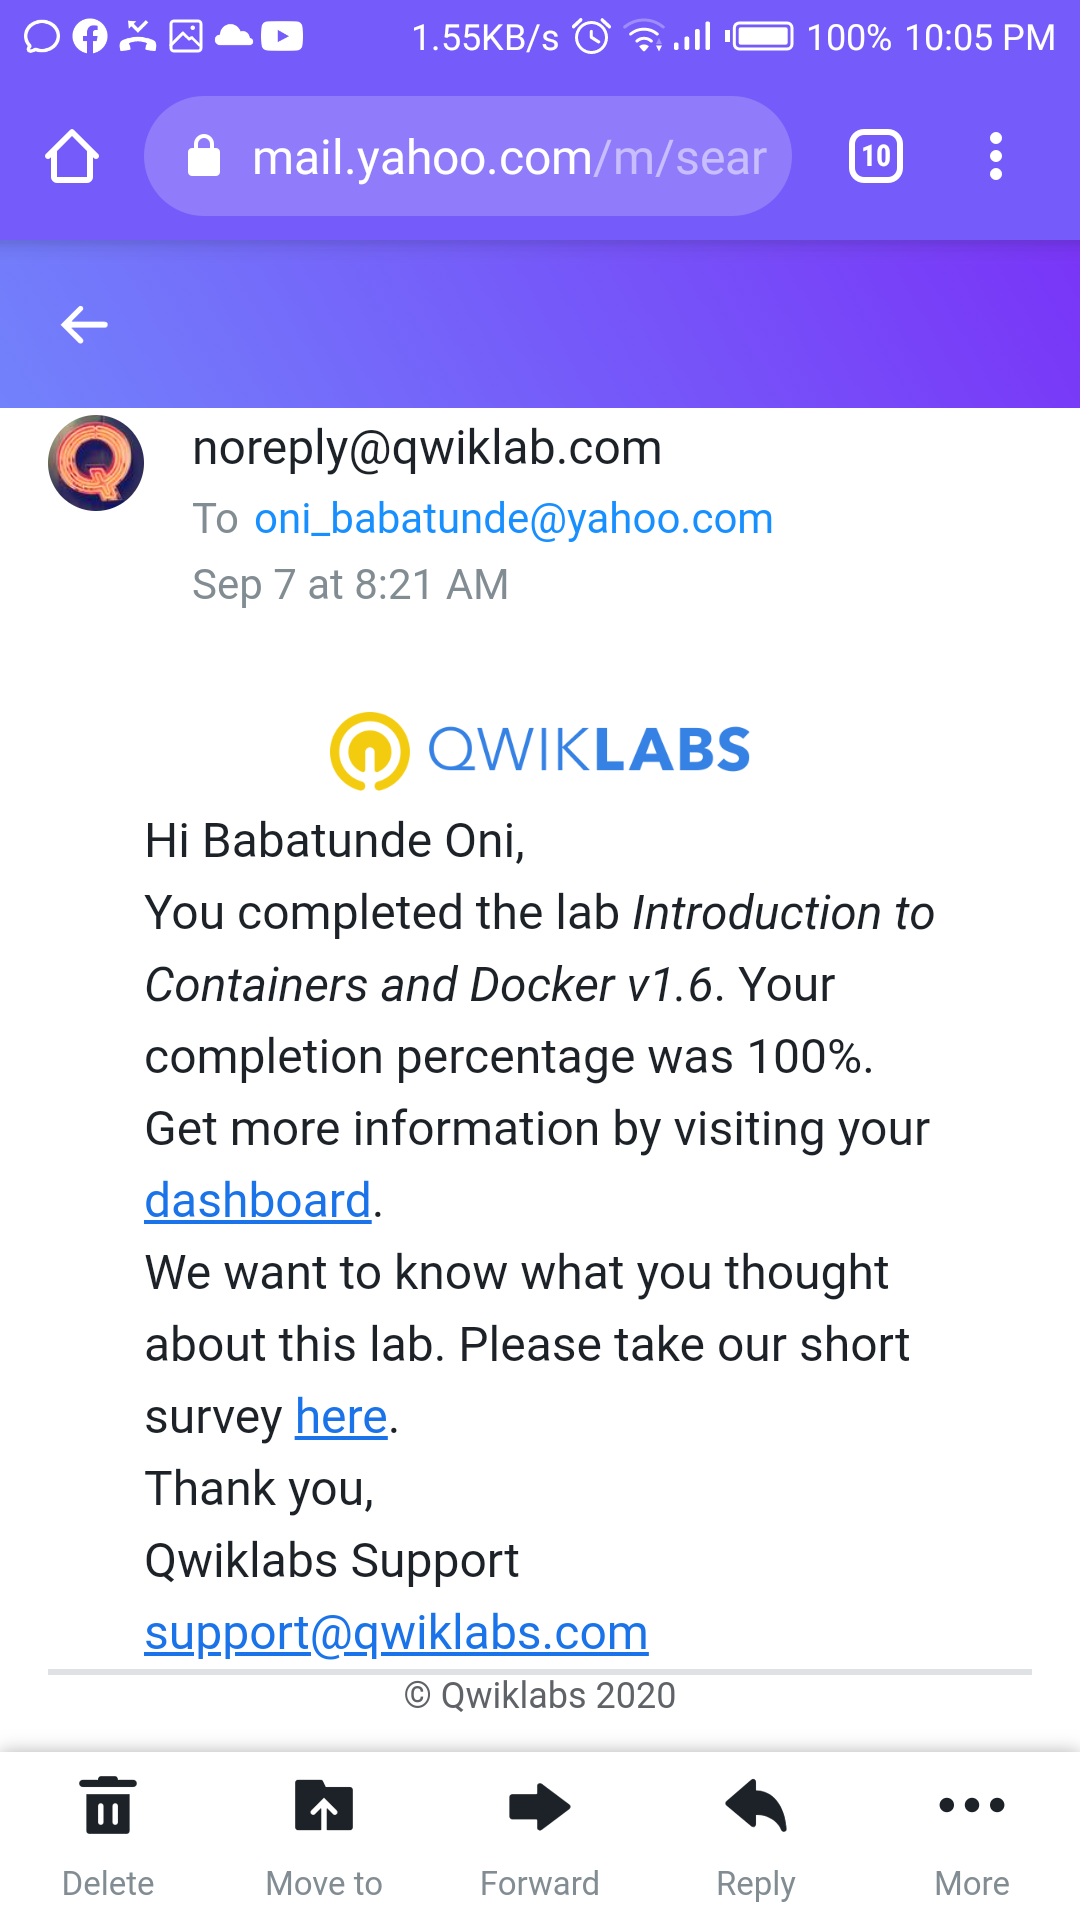 1.55KB/s 100% 10:05 PM
mail.yahoo.com/m/sear
10
noreply@qwiklab.com
To oni_babatunde@yahoo.com
Sep 7 at 8:21 AM
QWIKLABS
Hi Babatunde Oni,
You completed the lab Introduction to
Containers and Docker v1.6. Your
completion percentage was 100%.
Get more information by visiting your
dashboard.
We want to know what you thought
about this lab. Please take our short
survey here.
Thank you,
Qwiklabs Support
support@qwiklabs.com
© Qwiklabs 2020
Delete Move to Forward Reply More